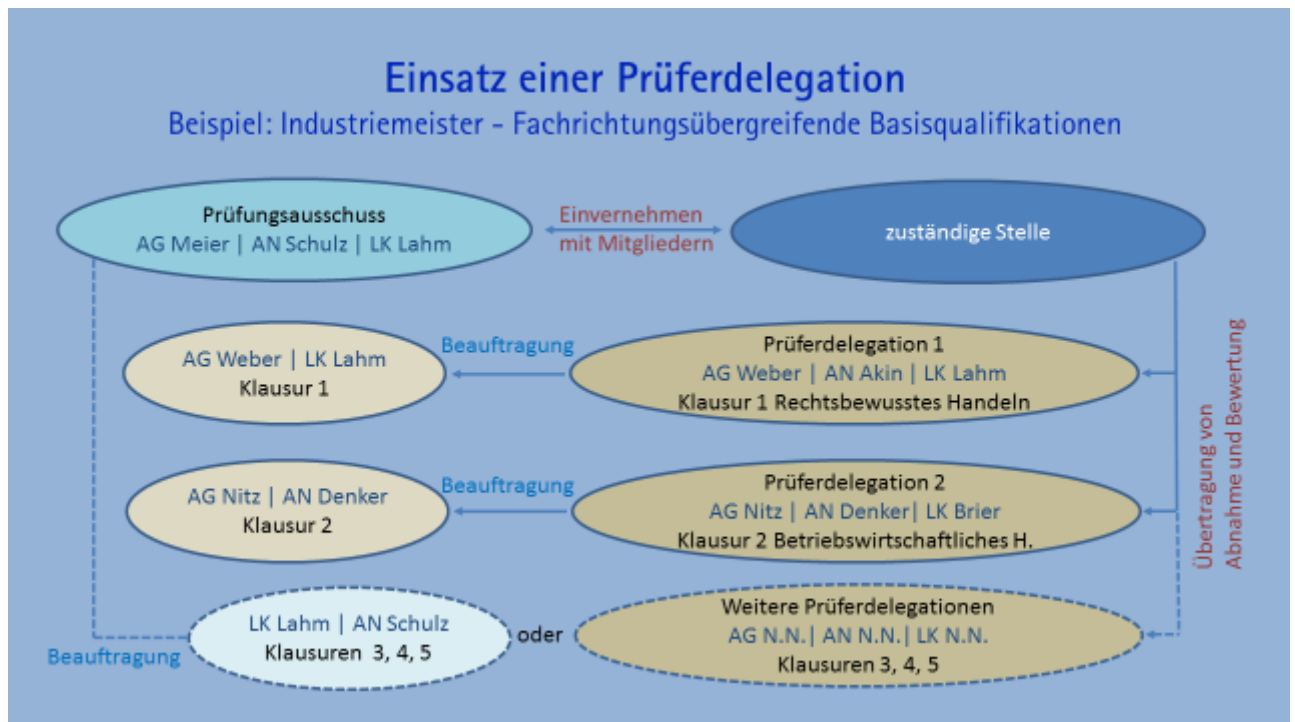 Einsatz einer Prüferdelegation
Beispiel: Industriemeister - Fachrichtungsübergreifende Basisqualifikationen
Prüfungsausschuss
AG Meier | AN Schulz | LK Lahm
Einvernehmen
mit Mitgliedern
zuständige Stelle
AG Weber | LK Lahm
Klausur 1
Beauftragung
Prüferdelegation 1
AG Weber | AN Akin | LK Lahm
Klausur 1 Rechtsbewusstes Handeln
AG Nitz | AN Denker
Klausur 2
Beauftragung
Prüferdelegation 2
AG Nitz | AN Denker| LK Brier
Klausur 2 Betriebswirtschaftliches H.
Übertragung von
Abnahme und Bewertung
Beauftragung
LK Lahm | AN Schulz
Klausuren 3, 4, 5
oder
Weitere Prüferdelegationen
AG N.N.| AN N.N.| LK N.N.
Klausuren 3, 4, 5